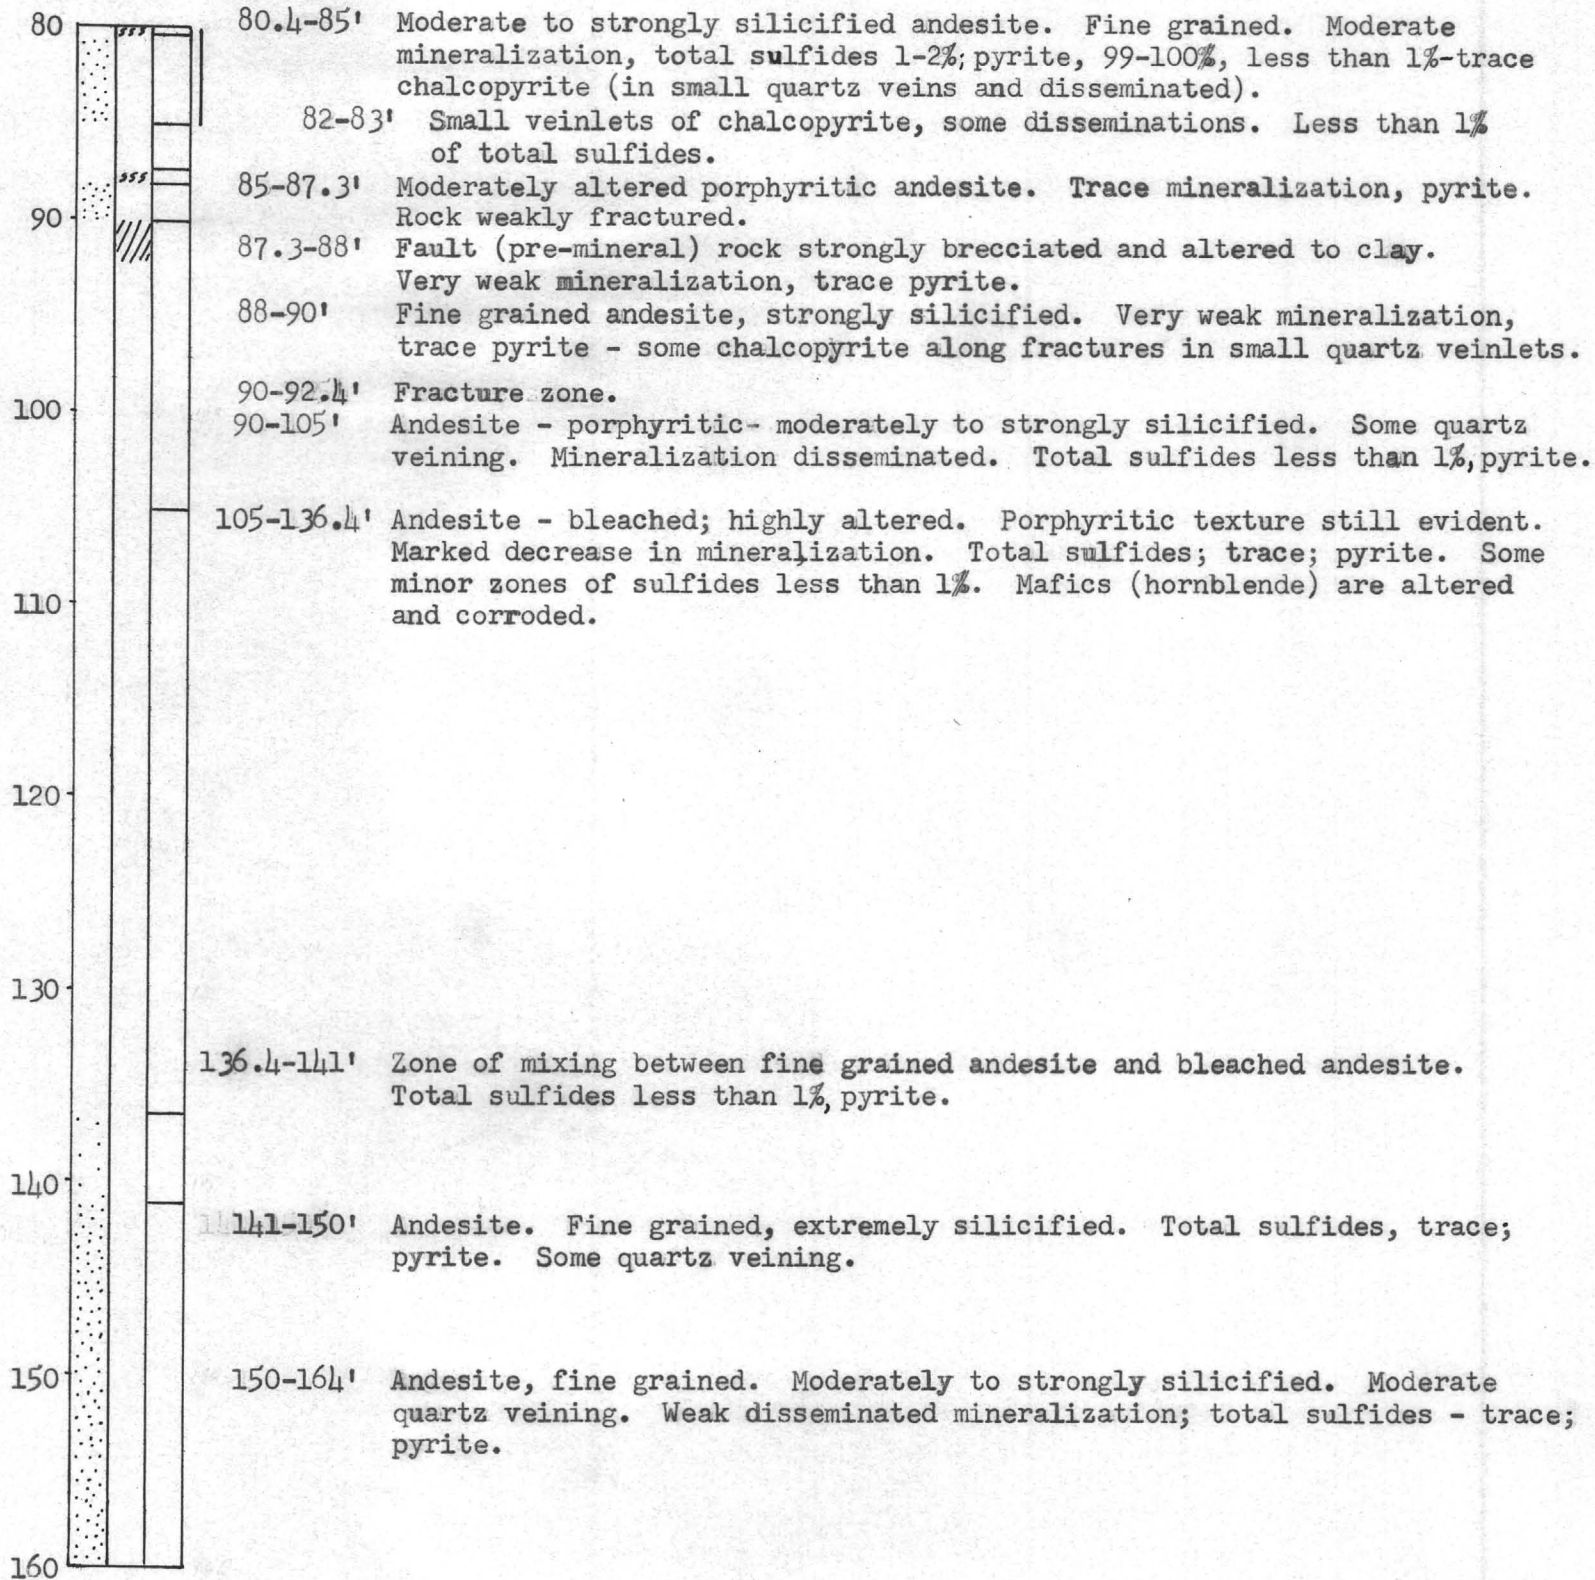 80
80.4-85' Moderate to strongly silicified andesite. Fine grained. Moderate
mineralization, total sulfides 1-2%; pyrite, 99-100%, less than 1%-trace
chalcopyrite (in small quartz veins and disseminated).
82-83' Small veinlets of chalcopyrite, some disseminations. Less than 1%
of total sulfides.
85-87.3' Moderately altered porphyritic andesite. Trace mineralization, pyrite.
90
Rock weakly fractured.
87.3-88' Fault (pre-mineral) rock strongly brecciated and altered to clay.
Very weak mineralization, trace pyrite.
88-90' Fine grained andesite, strongly silicified. Very weak mineralization,
trace pyrite - some chalcopyrite along fractures in small quartz veinlets.
90-92.4' Fracture zone.
100
90-105' Andesite - porphyritic- moderately to strongly silicified. Some quartz
veining. Mineralization disseminated. Total sulfides less than 1%, pyrite.
105-136.4' Andesite - bleached; highly altered. Porphyritic texture still evident.
Marked decrease in mineralization. Total sulfides; trace; pyrite. Some
minor zones of sulfides less than 1%. Mafics (hornblende) are altered
110
and corroded.
120
130
136.4-141' Zone of mixing between fine grained andesite and bleached andesite.
Total sulfides less than 1%, pyrite.
140
141-150' Andesite. Fine grained, extremely silicified. Total sulfides, trace;
pyrite. Some quartz veining.
150
150-164' Andesite, fine grained. Moderately to strongly silicified. Moderate
quartz veining. Weak disseminated mineralization; total sulfides - trace;
pyrite.
160